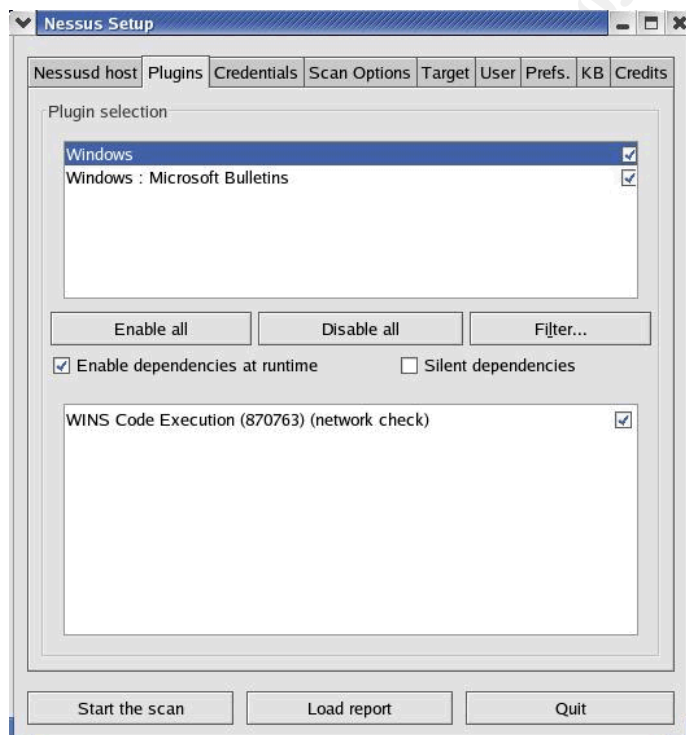 Nessus Setup
Nessusd host Plugins Credentials Scan Options Target User Prefs. KB Credits
Plugin selection
Windows
Windows : Microsoft Bulletins
Enable all Disable all Filter...
Enable dependencies at runtime Silent dependencies
WINS Code Execution (870763) (network check)
Start the scan Load report Quit